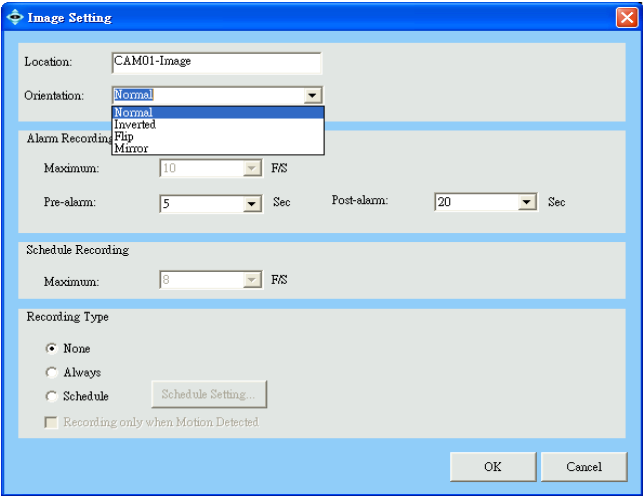 Image Setting
Location: CAM01-Image
Orientation: Normal
Normal
Inverted
Flip
Mirror
Alarm Recording
Maximum: 10 F/S
Pre-alarm: 5 Sec Post-alarm: 20 Sec
Schedule Recording
Maximum: 8 F/S
Recording Type
None
Always
Schedule Schedule Setting...
Recording only when Motion Detected
OK Cancel